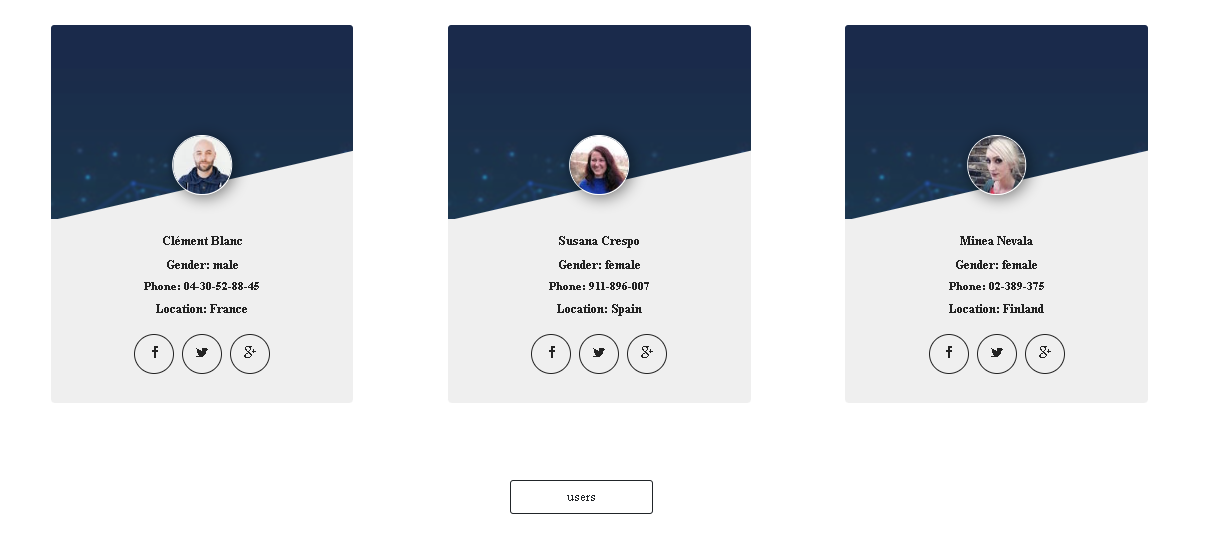 Clément Blanc
Gender: male
Phone: 04-30-52-88-45
Location: France
Susana Crespo
Gender: female
Phone: 911-896-007
Location: Spain
Minea Nevala
Gender: female
Phone: 02-389-375
Location: Finland
users